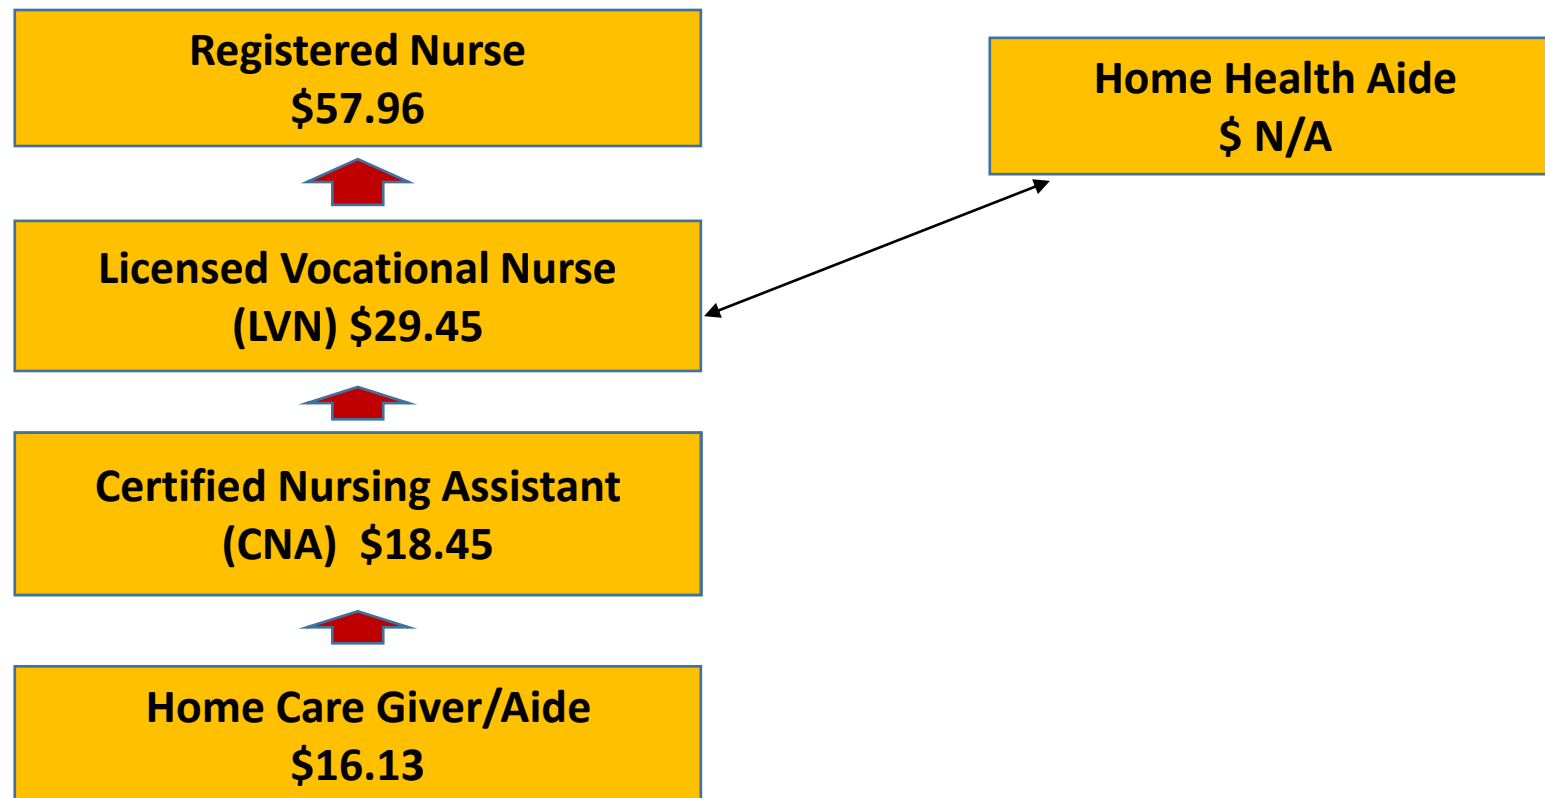 Registered Nurse
$57.96
Home Health Aide
$ N/A
Licensed Vocational Nurse
(LVN) $29.45
Certified Nursing Assistant
(CNA)  $18.45
Home Care Giver/Aide
$16.13